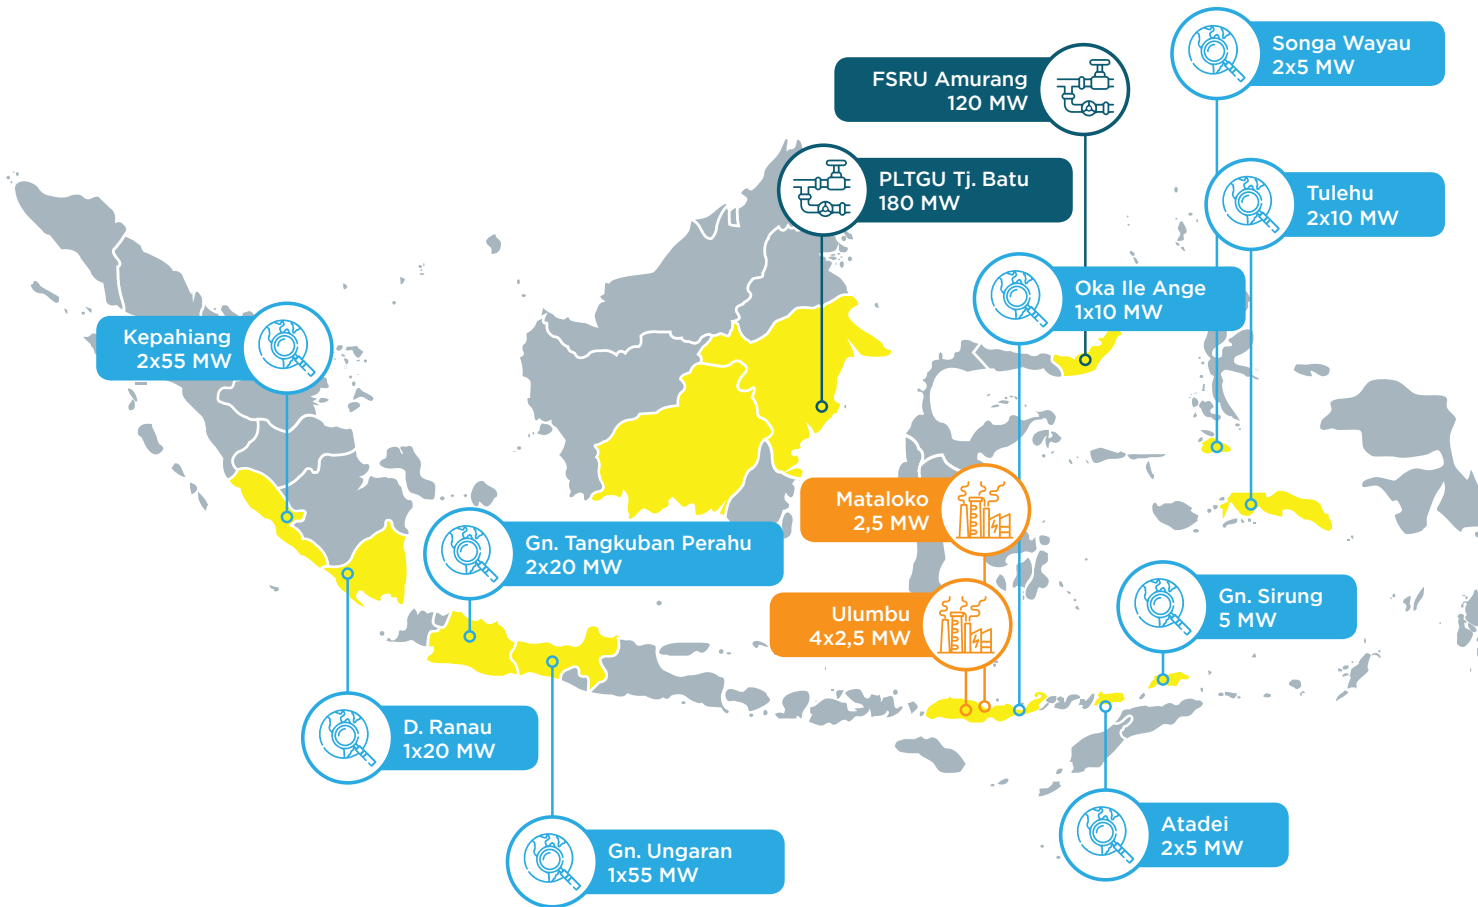 Songa Wayau
2x5 MW
FSRU Amurang
120 MW
PLTGU Tj. Batu
180 MW
Tulehu
2x10 MW
Oka Ile Ange
1x10 MW
Kepahiang
2x55 MW
Mataloko
2,5 MW
Gn. Tangkuban Perahu
2x20 MW
Ulumbu
4x2,5 MW
Gn. Sirung
5 MW
D. Ranau
1x20 MW
Atadei
2x5 MW
Gn. Ungaran
1x55 MW